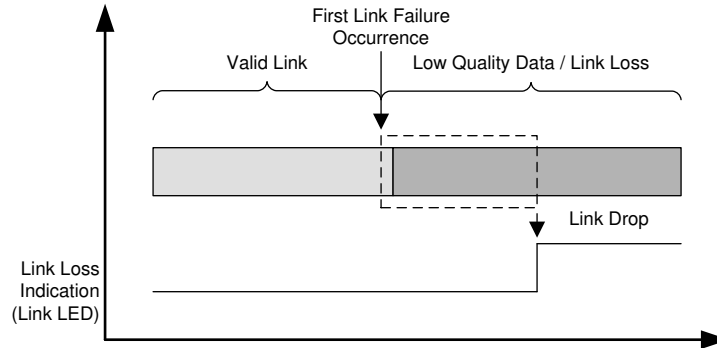 First Link Failure
Occurrence
Valid Link
Low Quality Data / Link Loss
Link Drop
Link Loss
Indication
(Link LED)